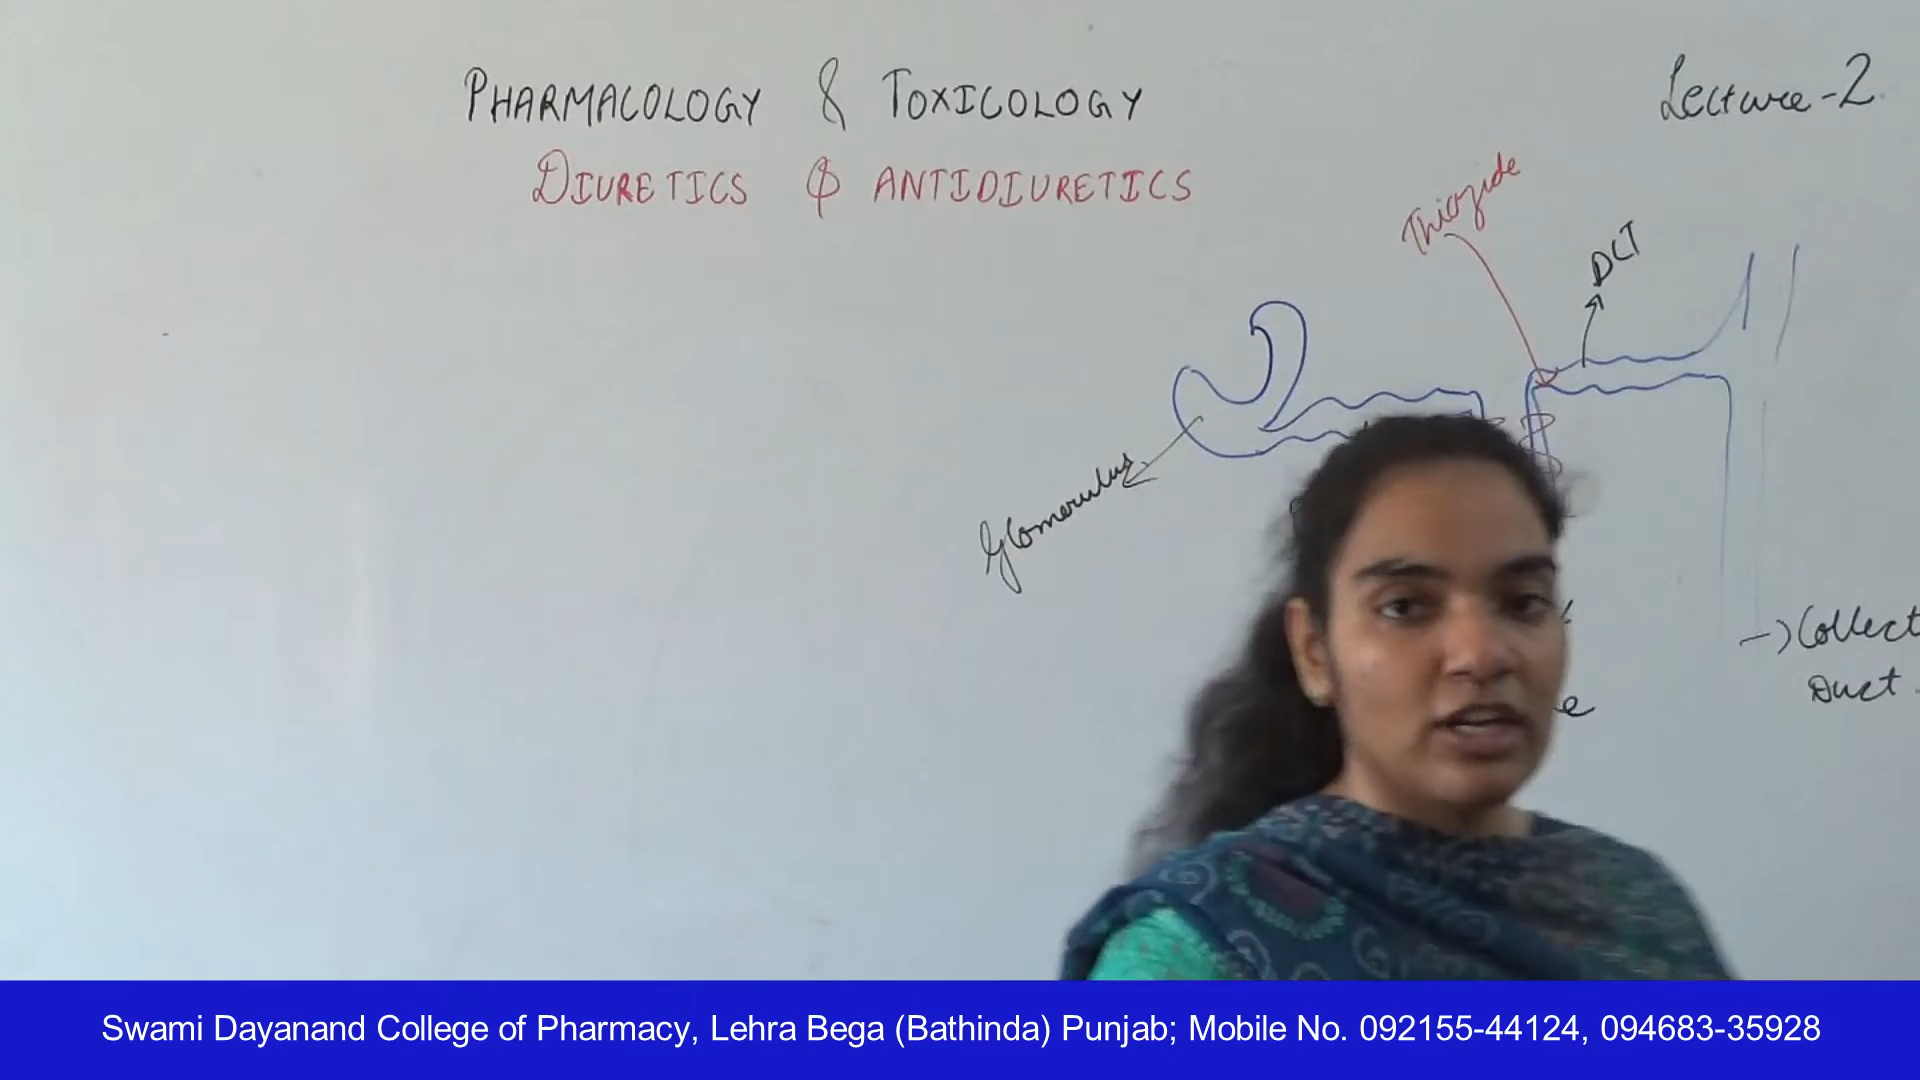 PHARMACOLOGY & TOXICOLOGY
Lecture-2
DIURETICS & ANTIDIURETICS
Thiazide
DCT
Glomerulus
→ Collect
Duct
e
Swami Dayanand College of Pharmacy, Lehra Bega (Bathinda) Punjab; Mobile No. 092155-44124, 094683-35928